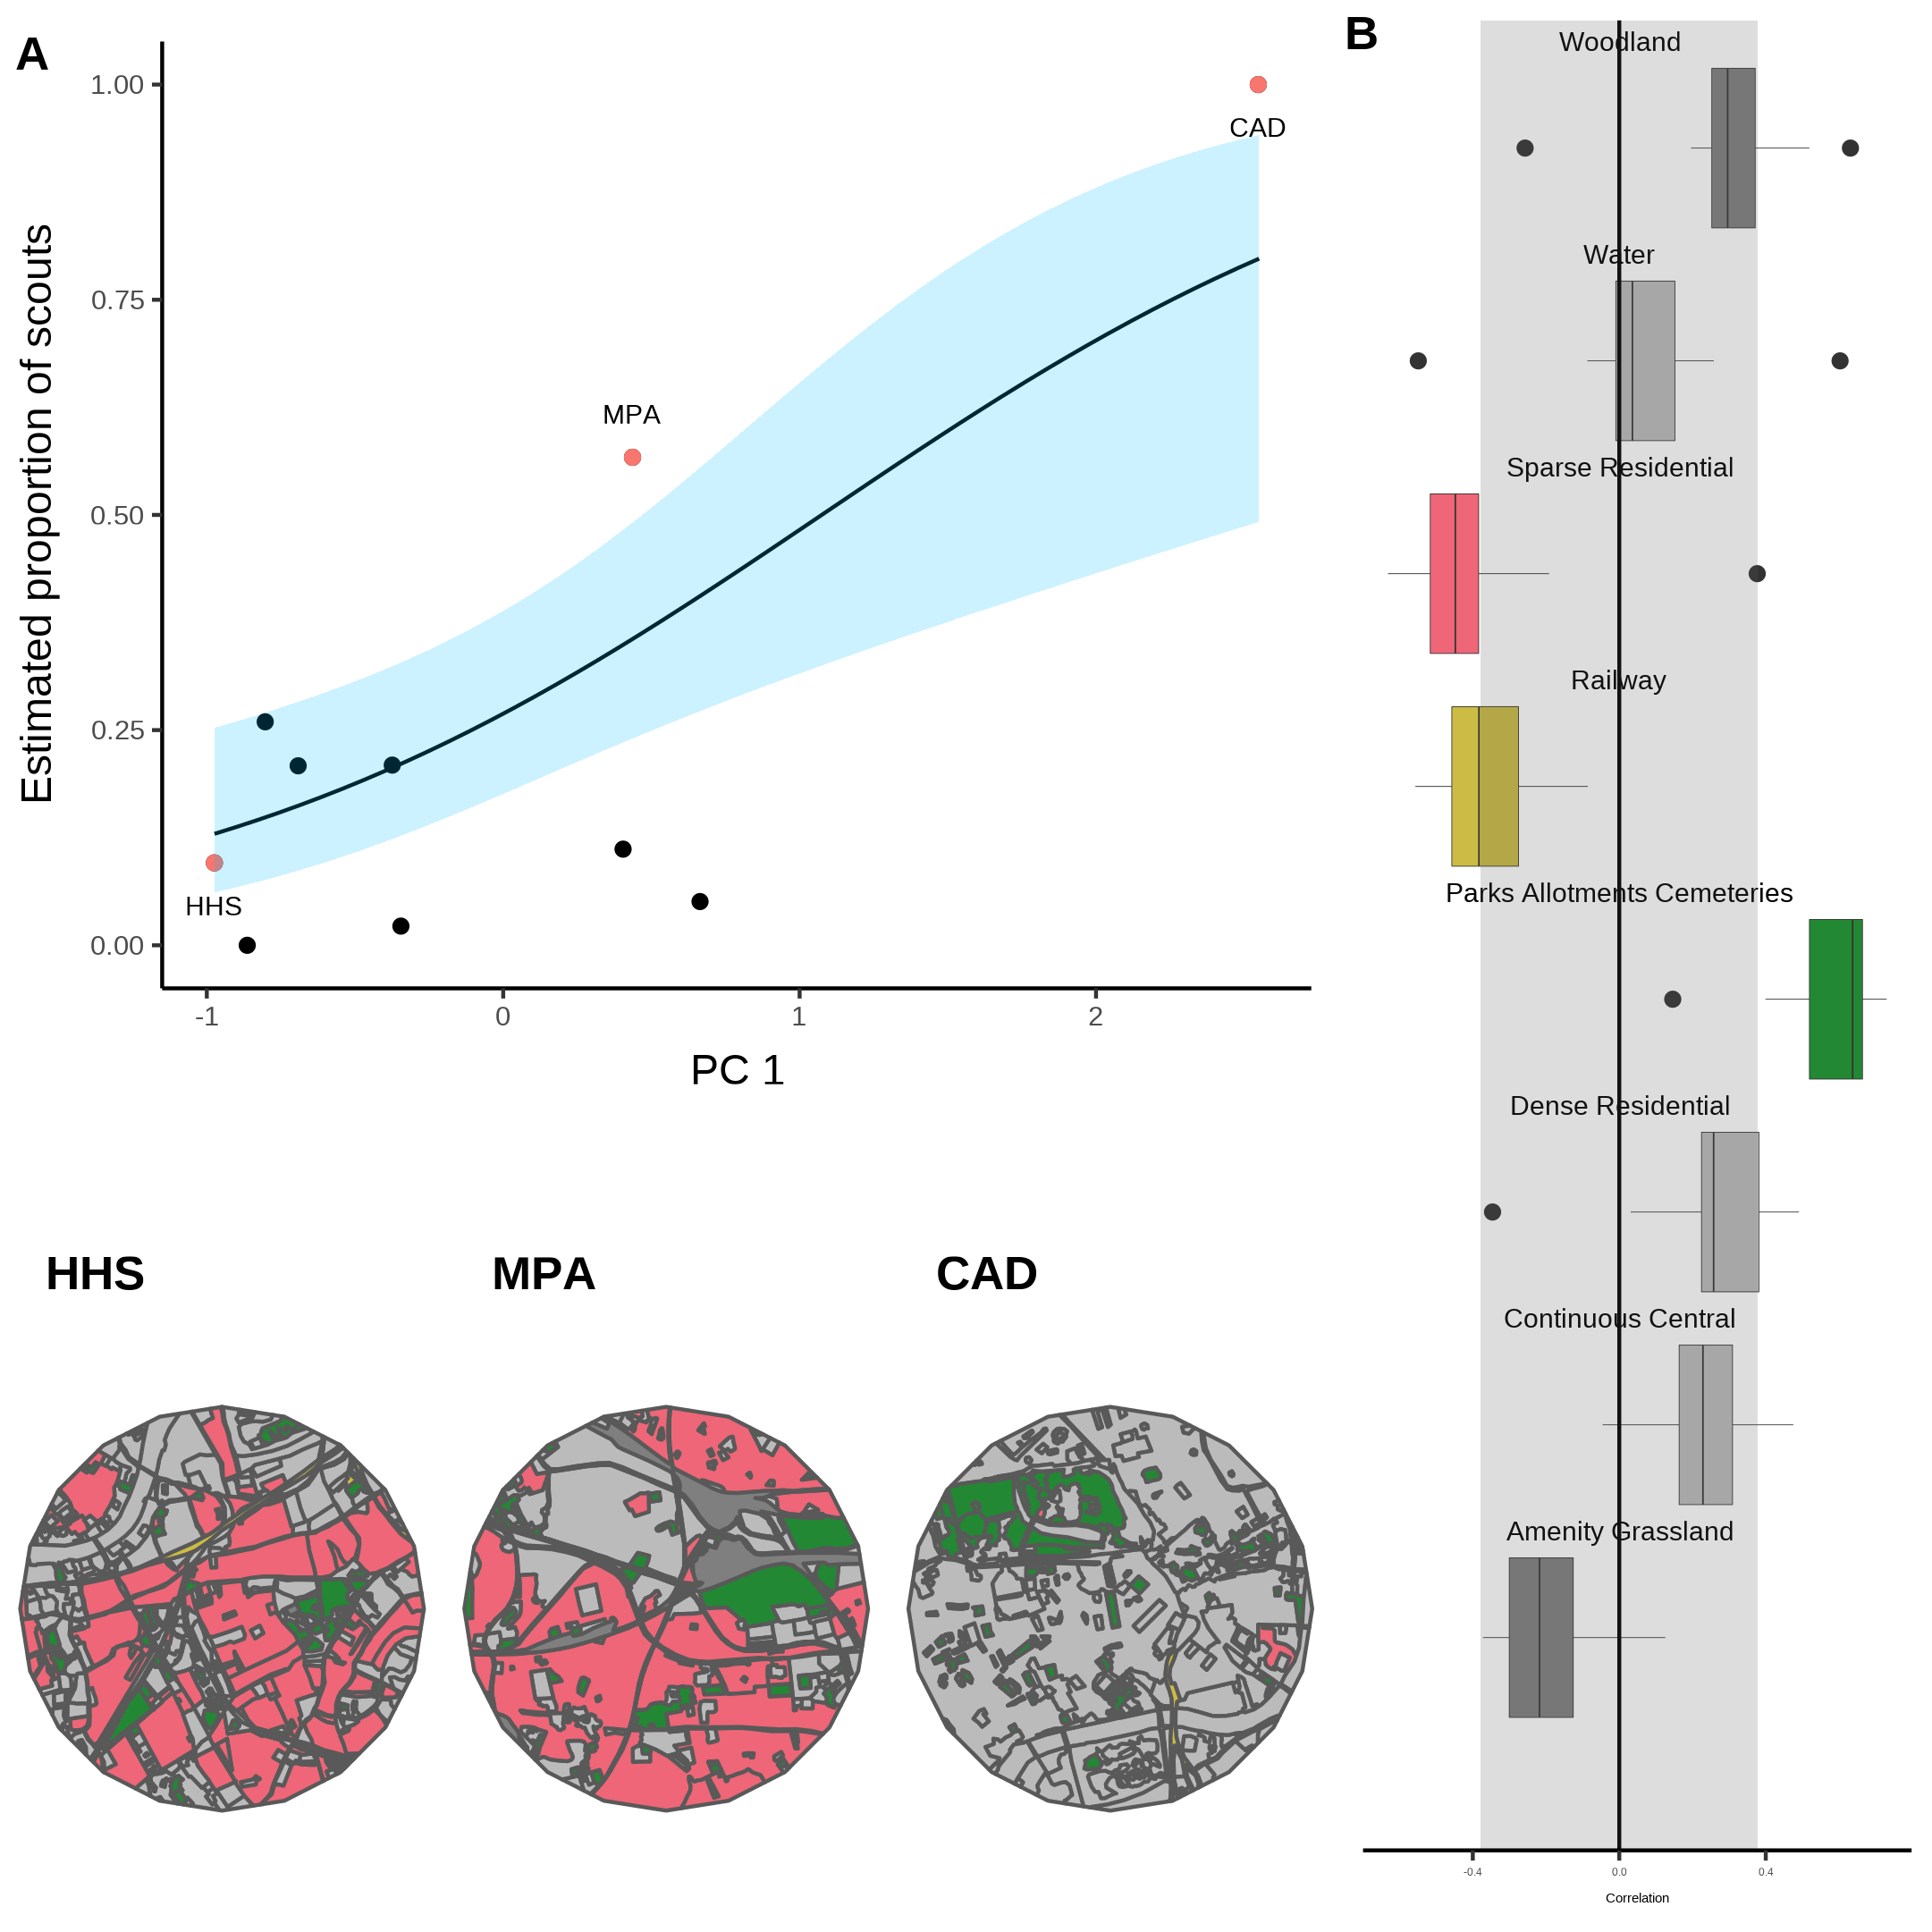 A
Estimated proportion of scouts
1.00
0.75
0.50
0.25
0.00
CAD
MPA
HHS
-1
0
1
2
PC 1
HHS
MPA
CAD
B
Woodland
Water
Sparse Residential
Railway
Parks Allotments Cemeteries
Dense Residential
Continuous Central
Amenity Grassland
-0.4
0.0
0.4
Correlation